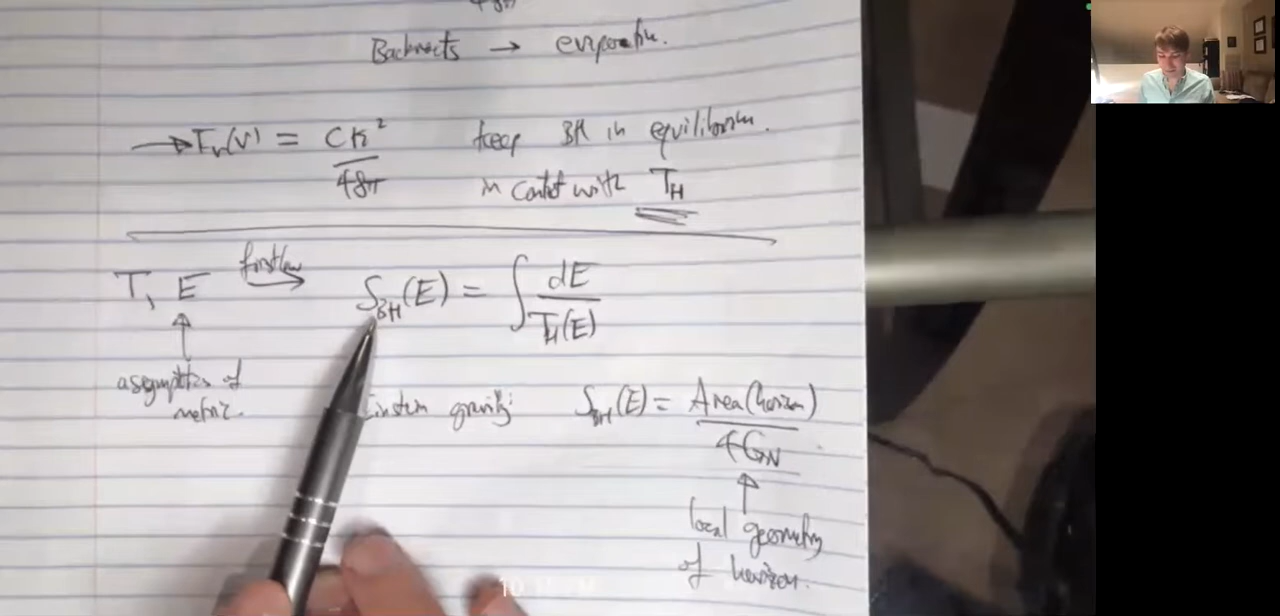 Backreacts → evaporation.
→ T_v(v) = Cκ²/48π keep BH in equilibrium.
in contact with T_H
T, E first law → S_BH(E) = ∫ dE/T_H(E)
asymptotics of
metric.
Einstein gravity: S_BH(E) = Area(horizon)/4G_N
local geometry
of horizon.